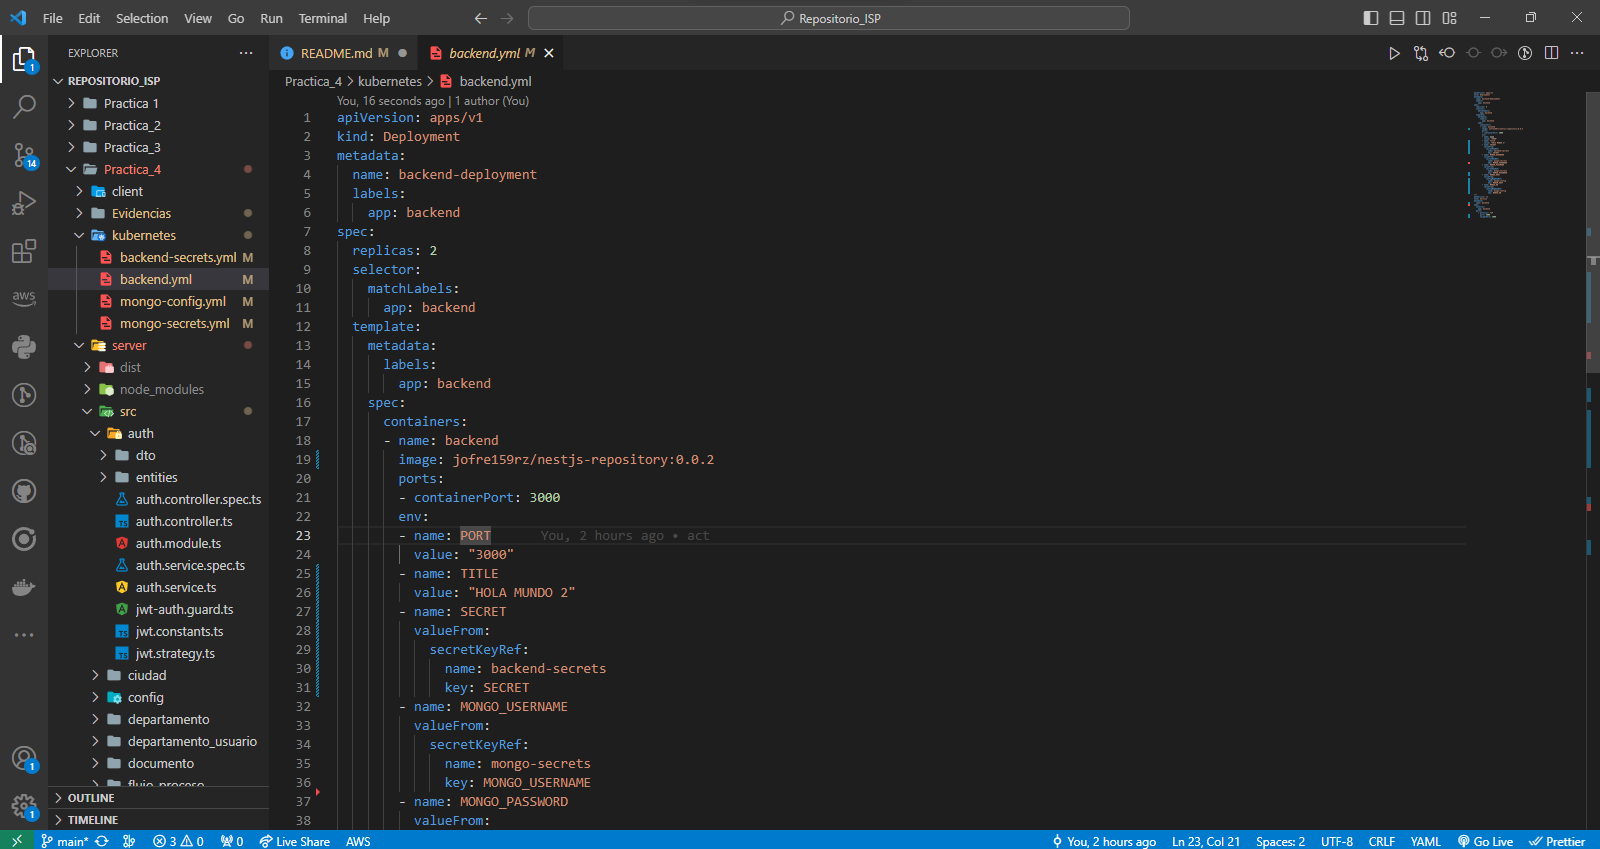 File Edit Selection View Go Run Terminal Help
Repositorio_ISP
EXPLORER
README.md M
backend.yml M
REPOSITORIO_ISP
Practica 1
Practica_2
Practica_3
Practica_4
client
Evidencias
kubernetes
backend-secrets.yml M
backend.yml M
mongo-config.yml M
mongo-secrets.yml M
server
dist
node_modules
src
auth
dto
entities
auth.controller.spec.ts
auth.controller.ts
auth.module.ts
auth.service.spec.ts
auth.service.ts
jwt-auth.guard.ts
jwt.constants.ts
jwt.strategy.ts
ciudad
config
departamento
departamento_usuario
documento
flujo_proceso
OUTLINE
TIMELINE
1
14
aws
1
1
Practica_4 > kubernetes > backend.yml
You, 16 seconds ago | 1 author (You)
1 apiVersion: apps/v1
2 kind: Deployment
3 metadata:
4 name: backend-deployment
5 labels:
6 app: backend
7 spec:
8 replicas: 2
9 selector:
10 matchLabels:
11 app: backend
12 template:
13 metadata:
14 labels:
15 app: backend
16 spec:
17 containers:
18 - name: backend
19 image: jofre159rz/nestjs-repository:0.0.2
20 ports:
21 - containerPort: 3000
22 env:
23 - name: PORT You, 2 hours ago • act
24 value: "3000"
25 - name: TITLE
26 value: "HOLA MUNDO 2"
27 - name: SECRET
28 valueFrom:
29 secretKeyRef:
30 name: backend-secrets
31 key: SECRET
32 - name: MONGO_USERNAME
33 valueFrom:
34 secretKeyRef:
35 name: mongo-secrets
36 key: MONGO_USERNAME
37 - name: MONGO_PASSWORD
38 valueFrom:
main* 3 0 0 Live Share AWS You, 2 hours ago Ln 23, Col 21 Spaces: 2 UTF-8 CRLF YAML Go Live Prettier